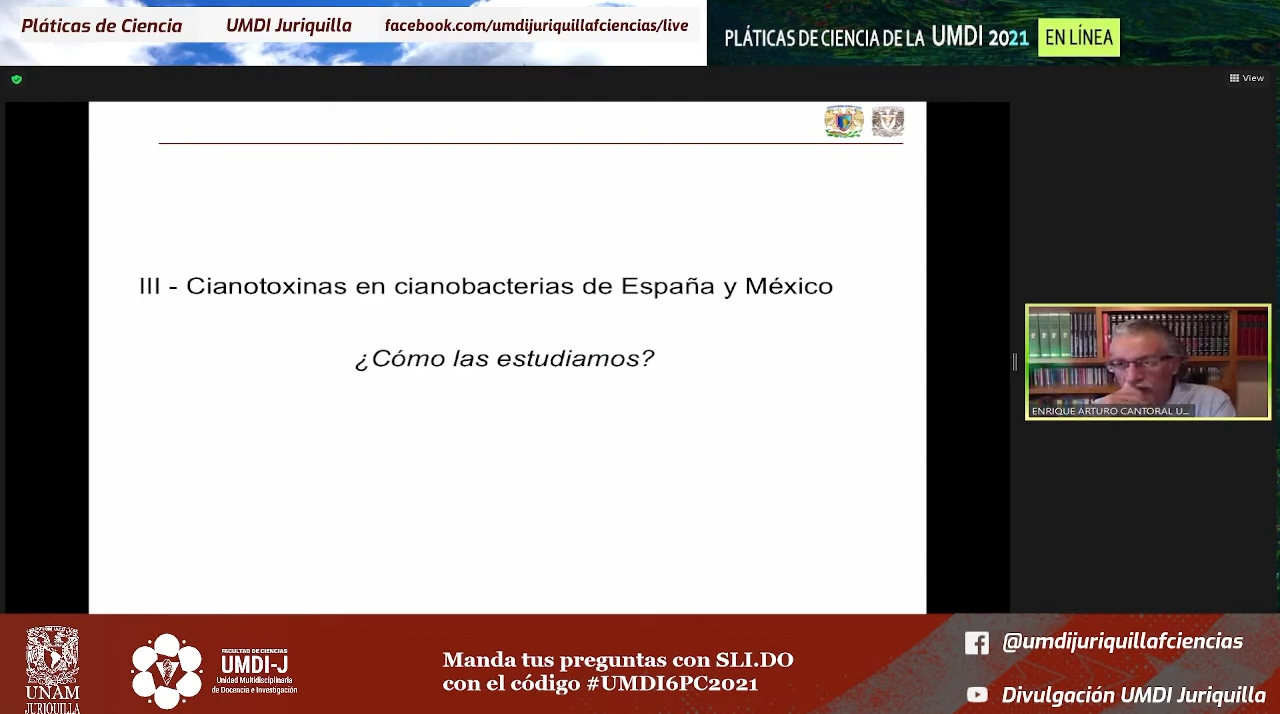 Pláticas de Ciencia
UMDI Juriquilla
facebook.com/umdijuriquillafciencias/live
PLÁTICAS DE CIENCIA DE LA UMDI 2021
EN LÍNEA
View
III - Cianotoxinas en cianobacterias de España y México
¿Cómo las estudiamos?
ENRIQUE ARTURO CANTORAL U...
UNAM
JURIQUILLA
FACULTAD DE CIENCIAS
UMDI-J
Unidad Multidisciplinaria
de Docencia e Investigación
Manda tus preguntas con SLI.DO
con el código #UMDI6PC2021
@umdijuriquillafciencias
Divulgación UMDI Juriquilla